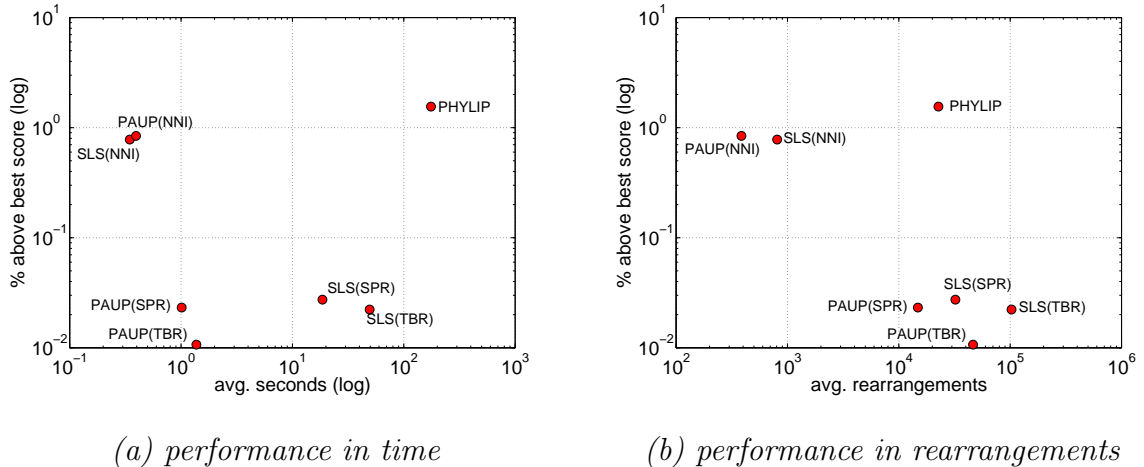 10^1
10^0
10^-1
10^-2
% above best score (log)
PAUP(NNI)
SLS(NNI)
PHYLIP
PAUP(SPR)
PAUP(TBR)
SLS(SPR)
SLS(TBR)
10^-1 10^0 10^1 10^2 10^3
avg. seconds (log)
(a) performance in time
10^1
10^0
10^-1
10^-2
% above best score (log)
PHYLIP
PAUP(NNI)
SLS(NNI)
SLS(SPR)
PAUP(SPR)
SLS(TBR)
PAUP(TBR)
10^2 10^3 10^4 10^5 10^6
avg. rearrangements
(b) performance in rearrangements